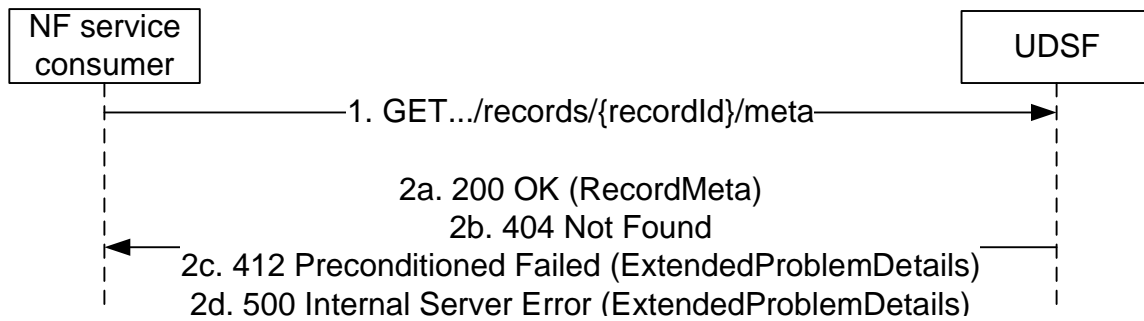 NF service
consumer
UDSF
1. GET.../records/{recordId}/meta
2a. 200 OK (RecordMeta)
2b. 404 Not Found
2c. 412 Preconditioned Failed (ExtendedProblemDetails)
2d. 500 Internal Server Error (ExtendedProblemDetails)